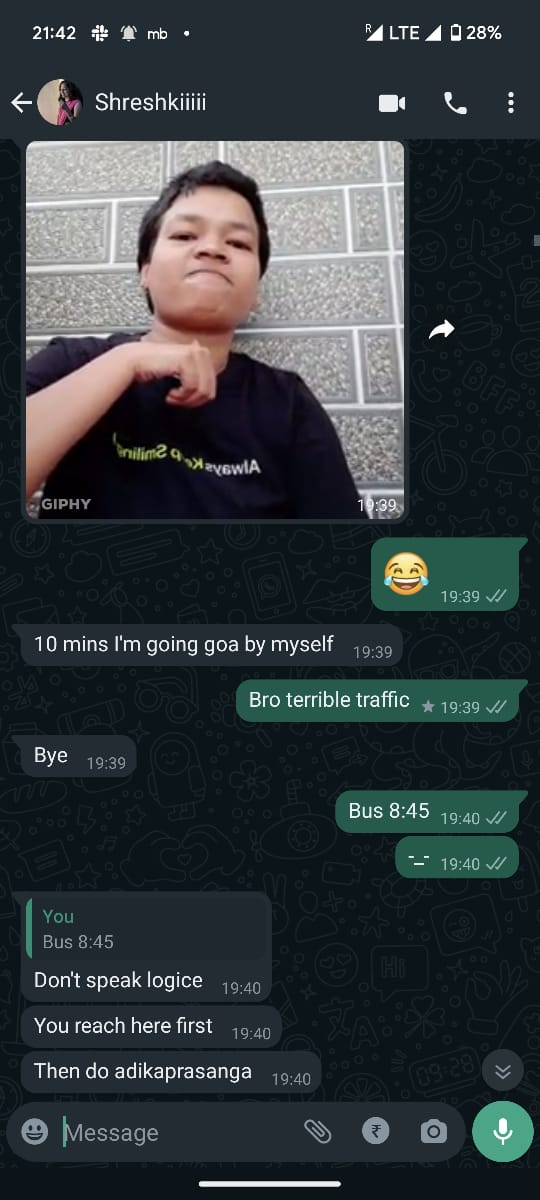 21:42 mb LTE 28%
Shreshkiiiii
Always Keep Smiling!
GIPHY 19:39
😂 19:39
10 mins I'm going goa by myself 19:39
Bro terrible traffic 19:39
Bye 19:39
Bus 8:45 19:40
-_- 19:40
You
Bus 8:45
Don't speak logice 19:40
You reach here first 19:40
Then do adikaprasanga 19:40
Message